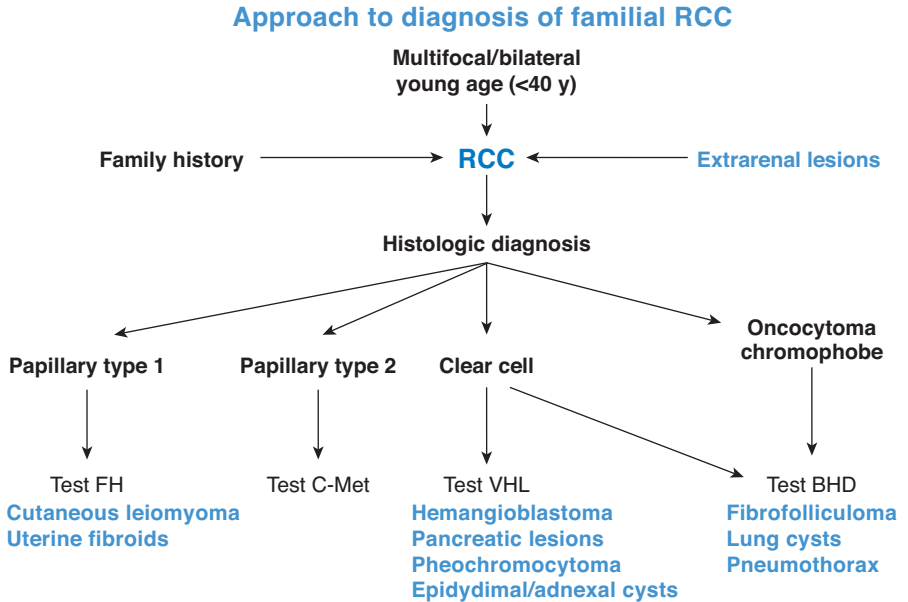 Approach to diagnosis of familial RCC
Multifocal/bilateral
young age (<40 y)
Family history
RCC
Extrarenal lesions
Histologic diagnosis
Papillary type 1
Papillary type 2
Clear cell
Oncocytoma
chromophobe
Test FH
Cutaneous leiomyoma
Uterine fibroids
Test C-Met
Test VHL
Hemangioblastoma
Pancreatic lesions
Pheochromocytoma
Epidydimal/adnexal cysts
Test BHD
Fibrofolliculoma
Lung cysts
Pneumothorax